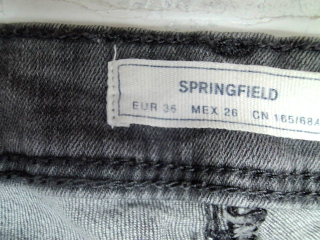 SPRINGFIELD
EUR 36 MEX 26 CN 165/68A